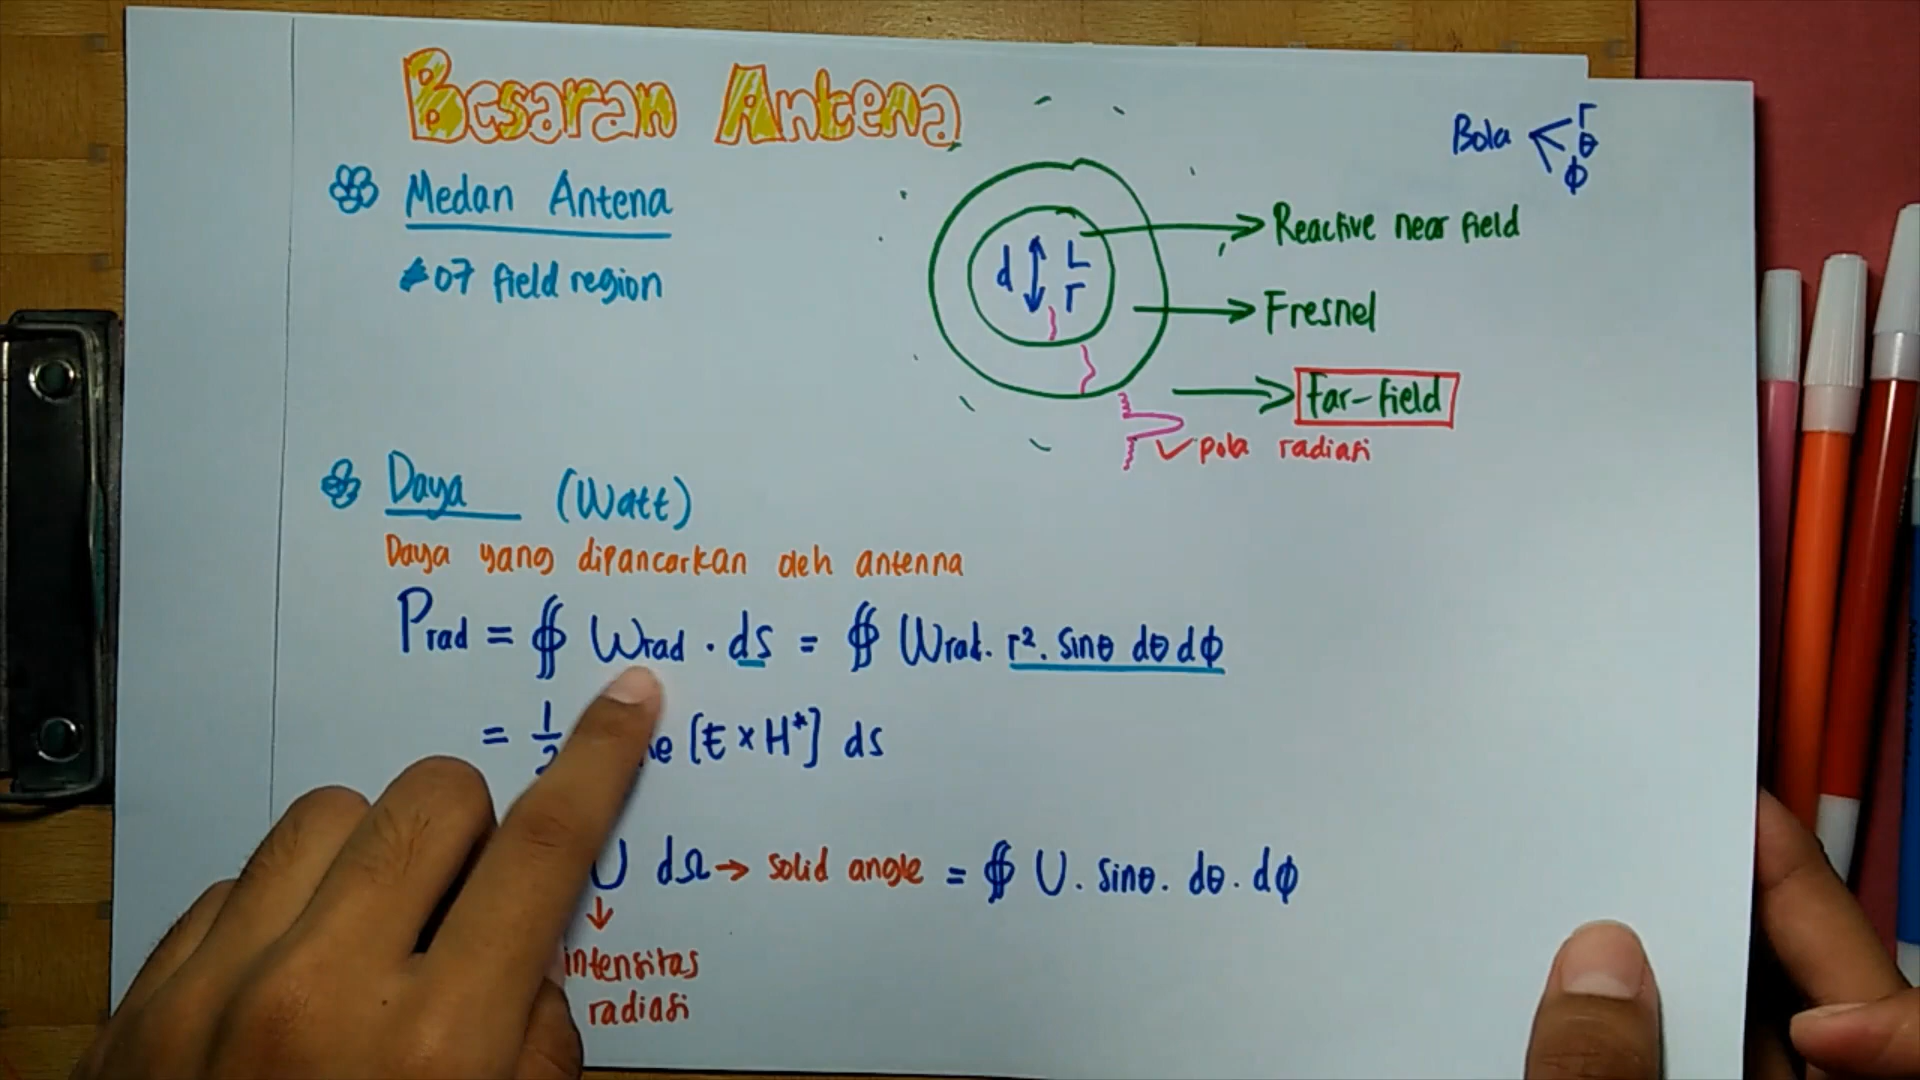 Besaran Antena
Bola < r
θ
φ
Medan Antena
07 field region
d L
r
Reactive near field
Fresnel
Far-field
pola radiasi
Daya (Watt)
Daya yang dipancarkan oleh antenna
Prad = ∯ Wrad . ds = ∯ Wrad. r². sinθ dθ dφ
= 1/2 [E × H*] ds
U dΩ → solid angle = ∯ U. sinθ. dθ. dφ
↓
intensitas
radiasi